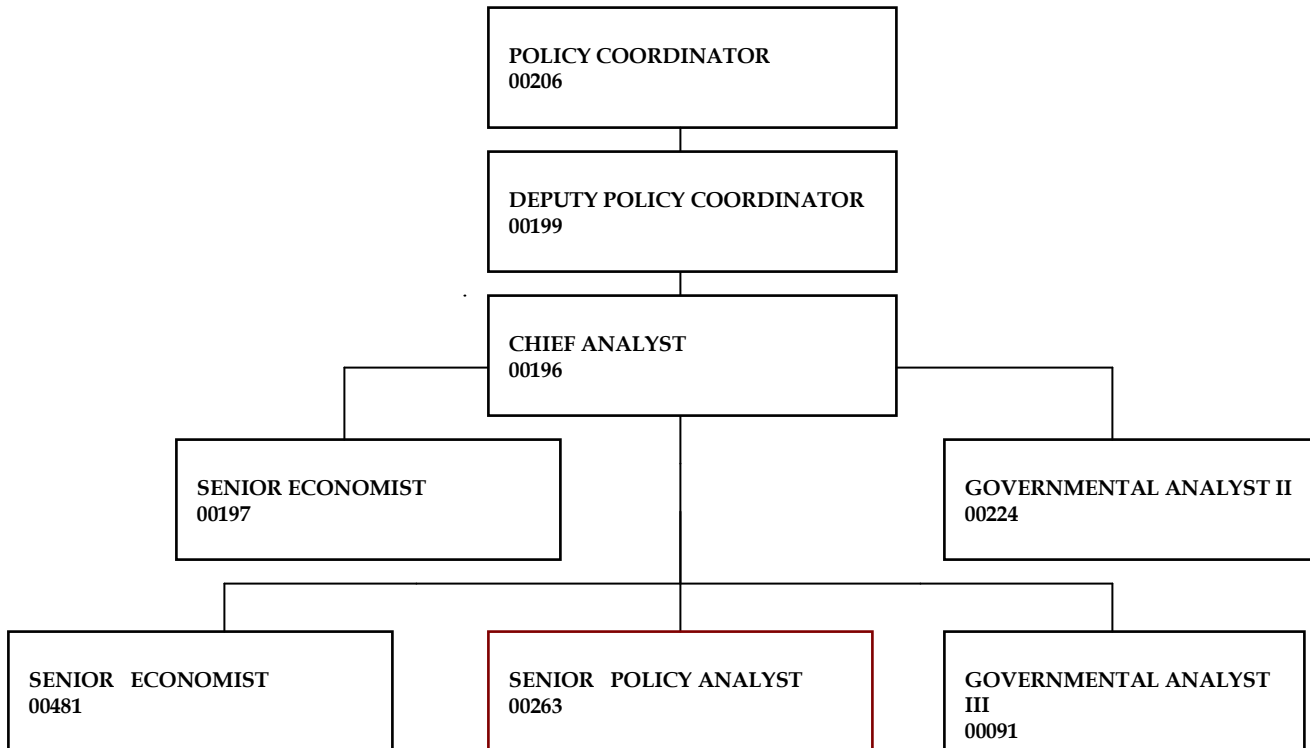 POLICY COORDINATOR
00206
DEPUTY POLICY COORDINATOR
00199
CHIEF ANALYST
00196
SENIOR ECONOMIST
00197
GOVERNMENTAL ANALYST II
00224
SENIOR ECONOMIST
00481
SENIOR POLICY ANALYST
00263
GOVERNMENTAL ANALYST
III
00091